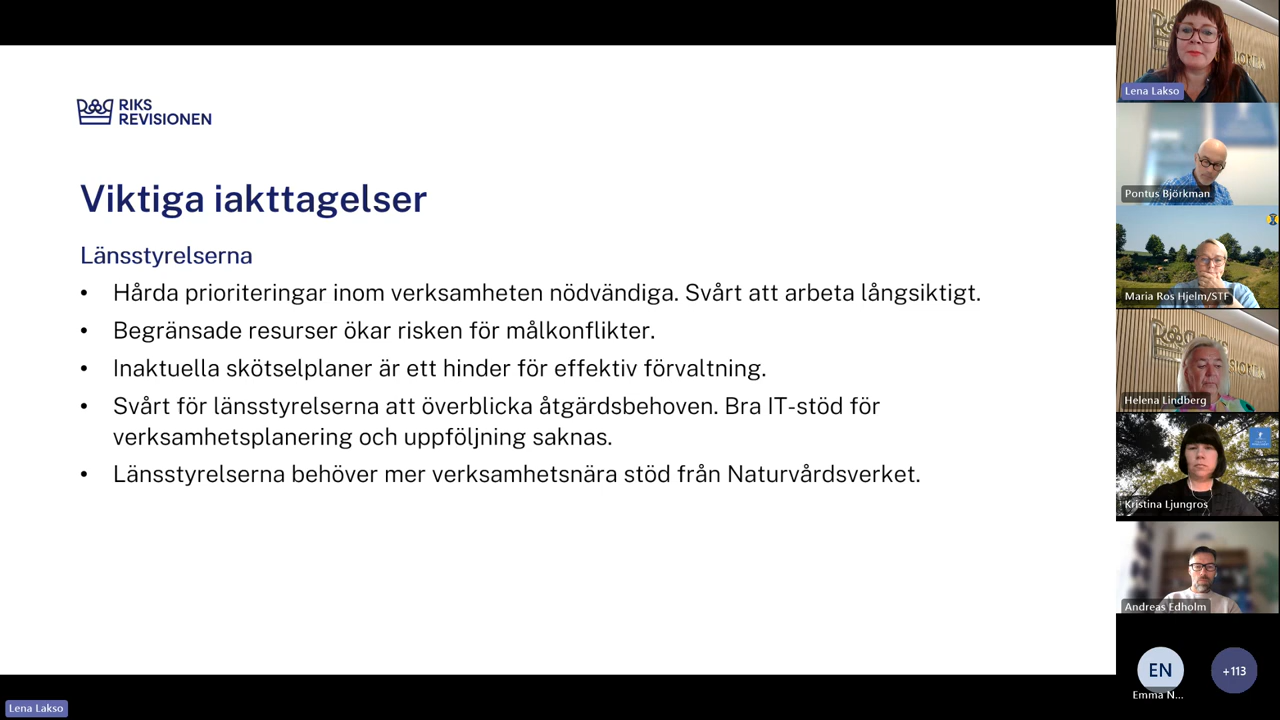 RIKS
REVISIONEN
Viktiga iakttagelser
Länsstyrelserna
• Hårda prioriteringar inom verksamheten nödvändiga. Svårt att arbeta långsiktigt.
• Begränsade resurser ökar risken för målkonflikter.
• Inaktuella skötselplaner är ett hinder för effektiv förvaltning.
• Svårt för länsstyrelserna att överblicka åtgärdsbehoven. Bra IT-stöd för
verksamhetsplanering och uppföljning saknas.
• Länsstyrelserna behöver mer verksamhetsnära stöd från Naturvårdsverket.
Lena Lakso
Lena Lakso
Pontus Björkman
Maria Ros Hjelm/STF
Helena Lindberg
Kristina Ljungros
Andreas Edholm
EN
Emma N...
+113